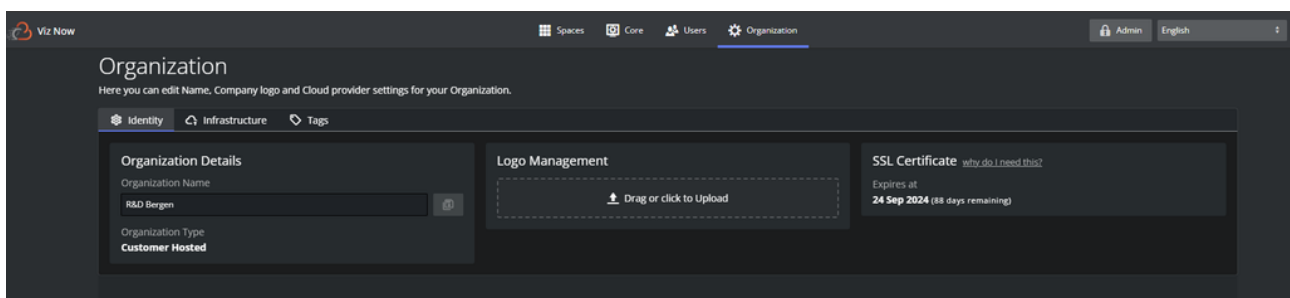 Viz Now
Spaces
Core
Users
Organization
Admin
English
Organization
Here you can edit Name, Company logo and Cloud provider settings for your Organization.
Identity
Infrastructure
Tags
Organization Details
Organization Name
R&D Bergen
Organization Type
Customer Hosted
Logo Management
Drag or click to Upload
SSL Certificate why do I need this?
Expires at
24 Sep 2024 (88 days remaining)